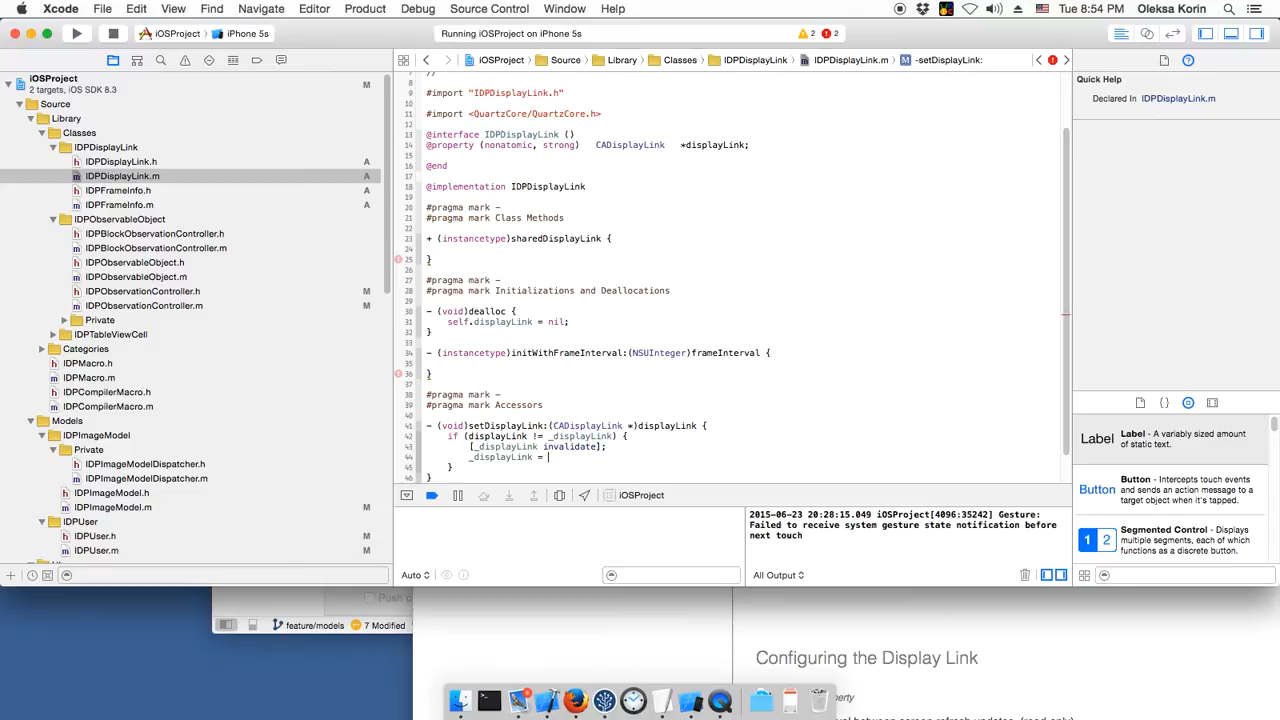 Xcode File Edit View Find Navigate Editor Product Debug Source Control Window Help Tue 8:54 PM Oleksa Korin
iOSProject iPhone 5s Running iOSProject on iPhone 5s 2 2
iOSProject Source Library Classes IDPDisplayLink IDPDisplayLink.m M -setDisplayLink:
iOSProject M
2 targets, iOS SDK 8.3
Source
Library
Classes
IDPDisplayLink
h IDPDisplayLink.h A
m IDPDisplayLink.m A
h IDPFrameInfo.h A
m IDPFrameInfo.m A
IDPObservableObject
h IDPBlockObservationController.h
m IDPBlockObservationController.m
h IDPObservableObject.h
m IDPObservableObject.m
h IDPObservationController.h M
m IDPObservationController.m M
Private
IDPTableViewCell
Categories
h IDPMacro.h
m IDPMacro.m
h IDPCompilerMacro.h
m IDPCompilerMacro.m
Models
IDPImageModel
Private
h IDPImageModelDispatcher.h
m IDPImageModelDispatcher.m
h IDPImageModel.h
m IDPImageModel.m
IDPUser
h IDPUser.h M
m IDPUser.m M
7 //
8
9 #import "IDPDisplayLink.h"
10
11 #import <QuartzCore/QuartzCore.h>
12
13 @interface IDPDisplayLink ()
14 @property (nonatomic, strong) CADisplayLink *displayLink;
15
16 @end
17
18 @implementation IDPDisplayLink
19
20 #pragma mark -
21 #pragma mark Class Methods
22
23 + (instancetype)sharedDisplayLink {
24
25 }
26
27 #pragma mark -
28 #pragma mark Initializations and Deallocations
29
30 - (void)dealloc {
31 self.displayLink = nil;
32 }
33
34 - (instancetype)initWithFrameInterval:(NSUInteger)frameInterval {
35
36 }
37
38 #pragma mark -
39 #pragma mark Accessors
40
41 - (void)setDisplayLink:(CADisplayLink *)displayLink {
42 if (displayLink != _displayLink) {
43 [_displayLink invalidate];
44 _displayLink =
45 }
46 }
iOSProject
2015-06-23 20:28:15.049 iOSProject[4096:35242] Gesture:
Failed to receive system gesture state notification before
next touch
Auto All Output
Quick Help
Declared In IDPDisplayLink.m
Label Label - A variably sized amount
of static text.
Button Button - Intercepts touch events
and sends an action message to a
target object when it's tapped.
1 2 Segmented Control - Displays
multiple segments, each of which
functions as a discrete button.
feature/models 7 Modified
Configuring the Display Link